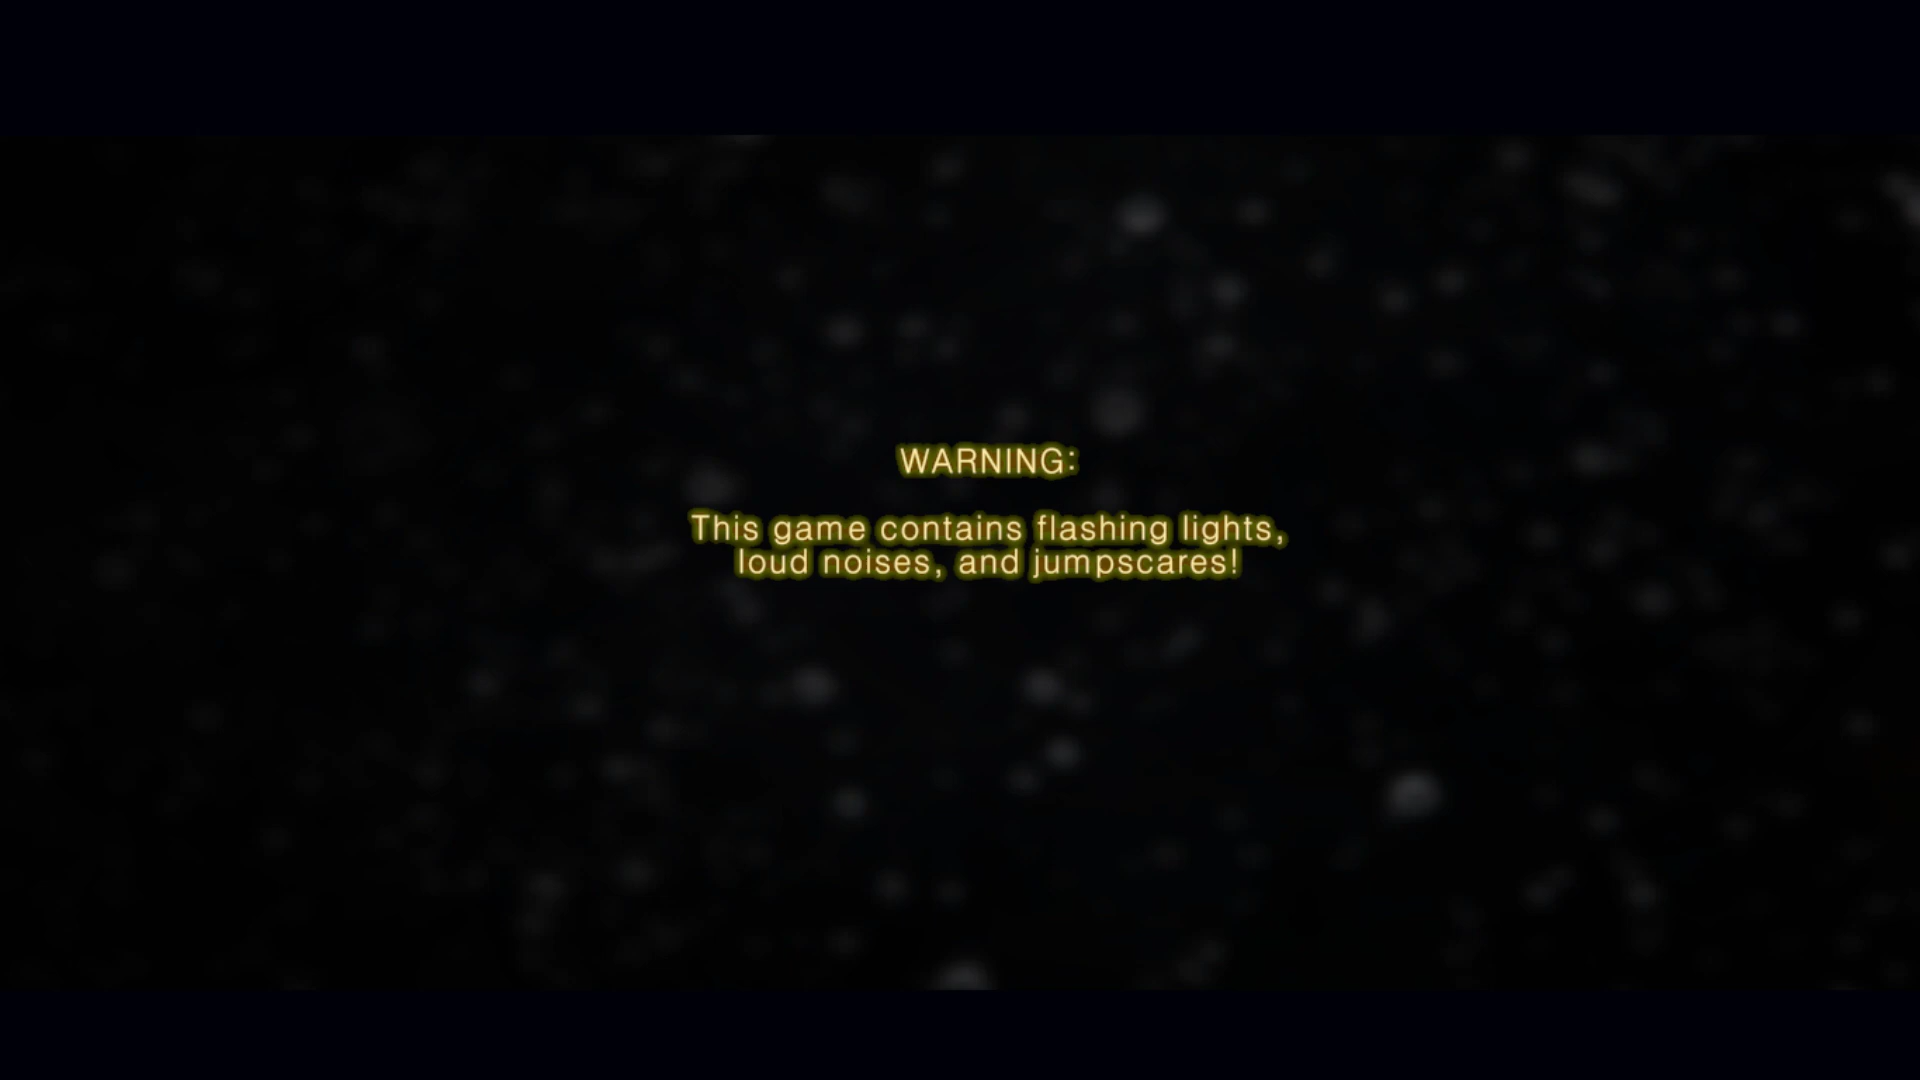 WARNING:
This game contains flashing lights,
loud noises, and jumpscares!